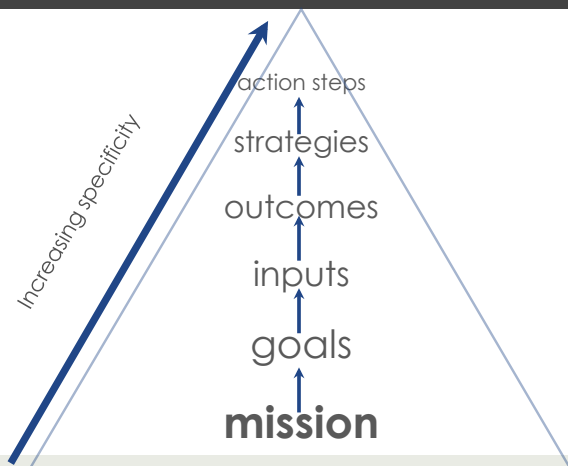 action steps
strategies
outcomes
inputs
goals
mission
Increasing specificity